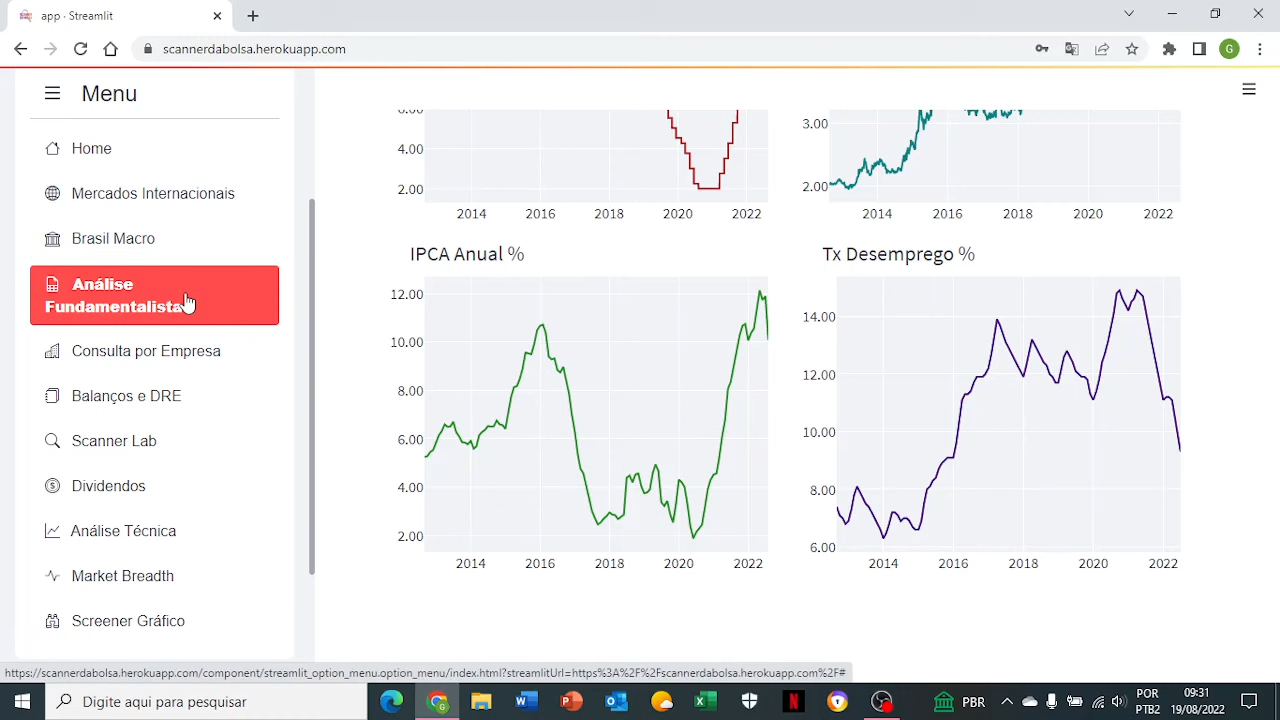 app · Streamlit
scannerdabolsa.herokuapp.com
G
Menu
Home
Mercados Internacionais
Brasil Macro
Análise
Fundamentalista
Consulta por Empresa
Balanços e DRE
Scanner Lab
Dividendos
Análise Técnica
Market Breadth
Screener Gráfico
6.00
4.00
2.00
2014 2016 2018 2020 2022
3.00
2.00
2014 2016 2018 2020 2022
IPCA Anual %
12.00
10.00
8.00
6.00
4.00
2.00
2014 2016 2018 2020 2022
Tx Desemprego %
14.00
12.00
10.00
8.00
6.00
2014 2016 2018 2020 2022
https://scannerdabolsa.herokuapp.com/component/streamlit_option_menu.option_menu/index.html?streamlitUrl=https%3A%2F%2Fscannerdabolsa.herokuapp.com%2F#
Digite aqui para pesquisar
PBR
POR
PTB2
09:31
19/08/2022